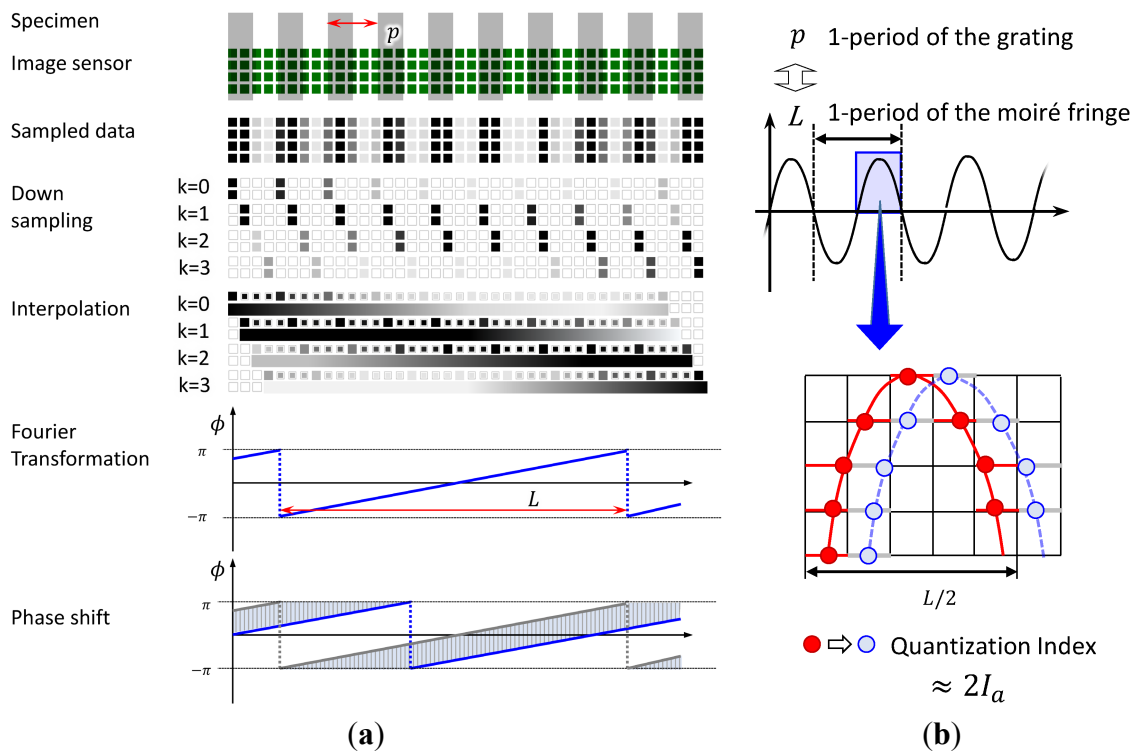 Specimen
p
Image sensor
Sampled data
Down
sampling
k=0
k=1
k=2
k=3
Interpolation
k=0
k=1
k=2
k=3
Fourier
Transformation
ϕ
π
−π
L
Phase shift
ϕ
π
−π
(a)
p 1-period of the grating
L 1-period of the moiré fringe
L/2
Quantization Index
≈ 2Iₐ
(b)